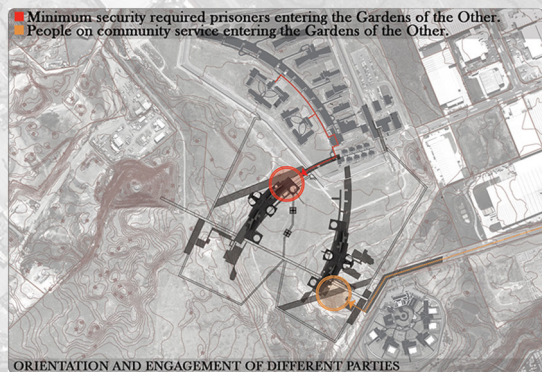 Minimum security required prisoners entering the Gardens of the Other.
People on community service entering the Gardens of the Other.
ORIENTATION AND ENGAGEMENT OF DIFFERENT PARTIES